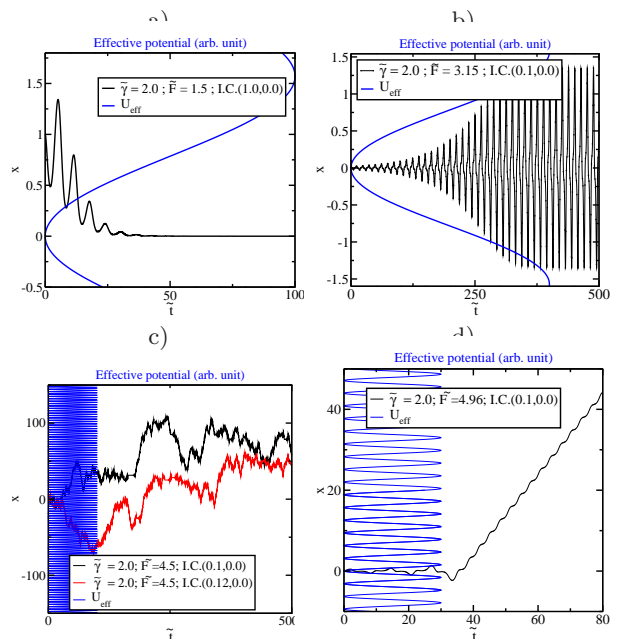 a)
b)
Effective potential (arb. unit)
γ̃ = 2.0 ; F̃ = 1.5 ; I.C.(1.0,0.0)
U_eff
x
1.5
1
0.5
0
-0.5
0
50
100
t̃
Effective potential (arb. unit)
γ̃ = 2.0 ; F̃ = 3.15 ; I.C.(0.1,0.0)
U_eff
x
1.5
1
0.5
0
-0.5
-1
-1.5
0
250
500
t̃
c)
d)
Effective potential (arb. unit)
x
100
0
-100
γ̃ = 2.0; F̃=4.5; I.C.(0.1,0.0)
γ̃ = 2.0; F̃=4.5; I.C.(0.12,0.0)
U_eff
0
250
500
t̃
Effective potential (arb. unit)
γ̃ = 2.0; F̃=4.96; I.C.(0.1,0.0)
U_eff
x
40
20
0
0
20
40
60
80
t̃